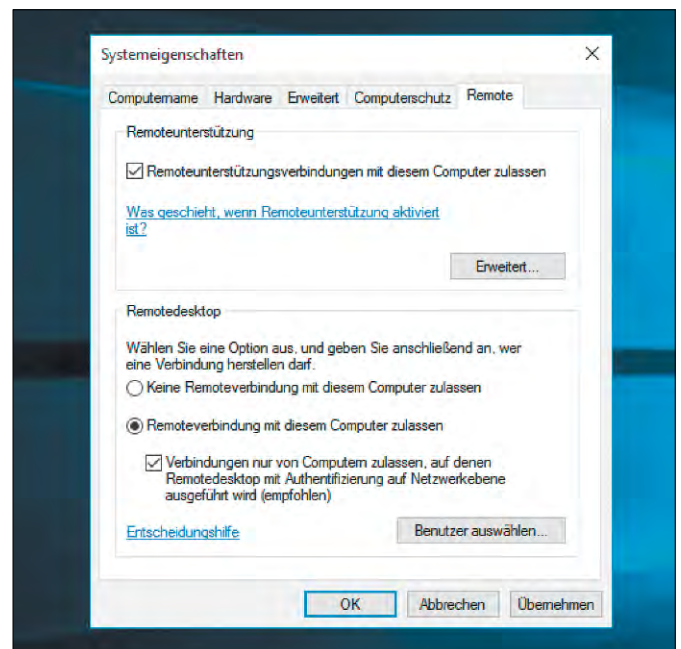 Systemeigenschaften
Computername Hardware Erweitert Computerschutz Remote
Remoteunterstützung
Remoteunterstützungsverbindungen mit diesem Computer zulassen
Was geschieht, wenn Remoteunterstützung aktiviert
ist?
Erweitert...
Remotedesktop
Wählen Sie eine Option aus, und geben Sie anschließend an, wer
eine Verbindung herstellen darf.
Keine Remoteverbindung mit diesem Computer zulassen
Remoteverbindung mit diesem Computer zulassen
Verbindungen nur von Computern zulassen, auf denen
Remotedesktop mit Authentifizierung auf Netzwerkebene
ausgeführt wird (empfohlen)
Entscheidungshilfe Benutzer auswählen...
OK Abbrechen Übernehmen